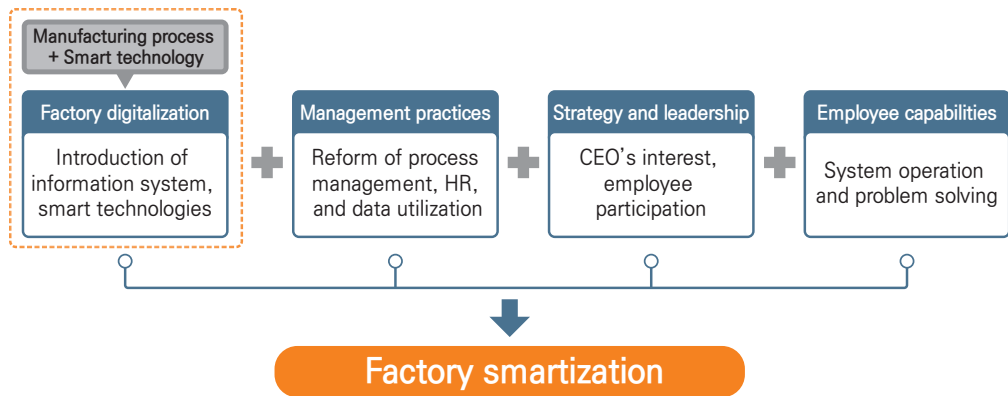 Manufacturing process
+ Smart technology
Factory digitalization
Introduction of
information system,
smart technologies
Management practices
Reform of process
management, HR,
and data utilization
Strategy and leadership
CEO's interest,
employee
participation
Employee capabilities
System operation
and problem solving
Factory smartization